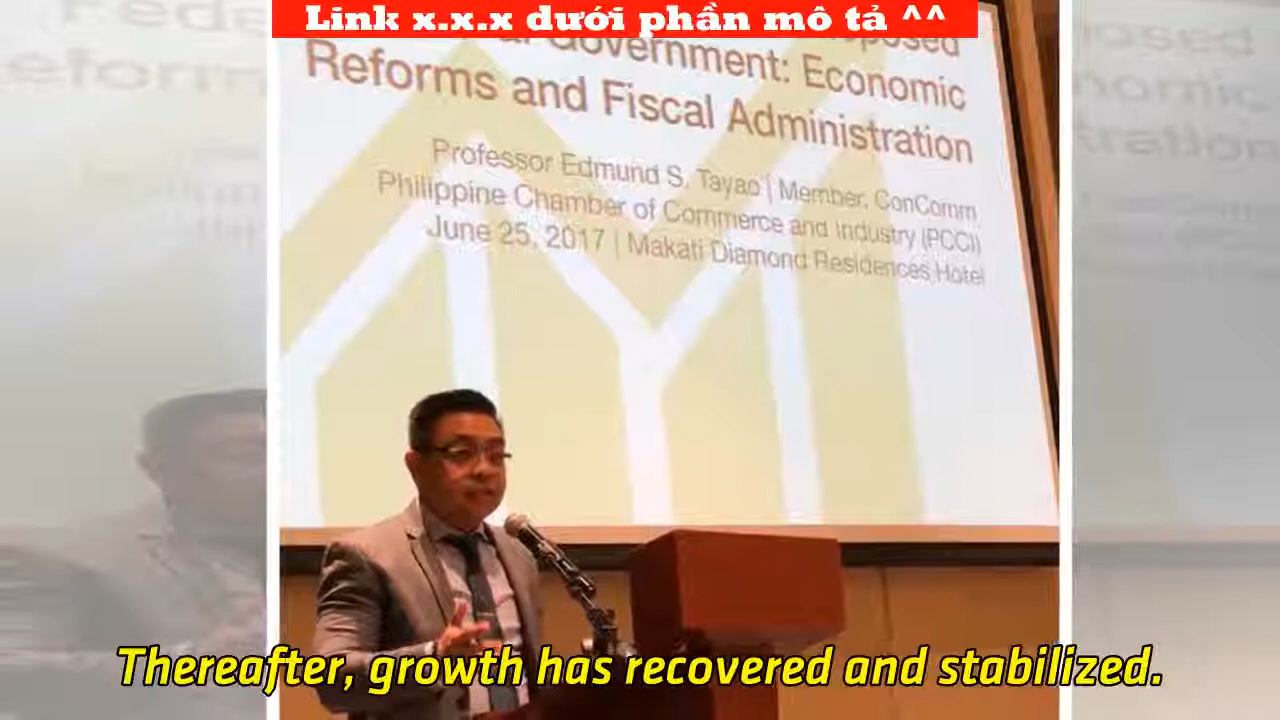 Link x.x.x dưới phần mô tả ^^
Government: Economic
Reforms and Fiscal Administration
Professor Edmund S. Tayao | Member, ConComm
Philippine Chamber of Commerce and Industry (PCCI)
June 25, 2017 | Makati Diamond Residences Hotel
Thereafter, growth has recovered and stabilized.